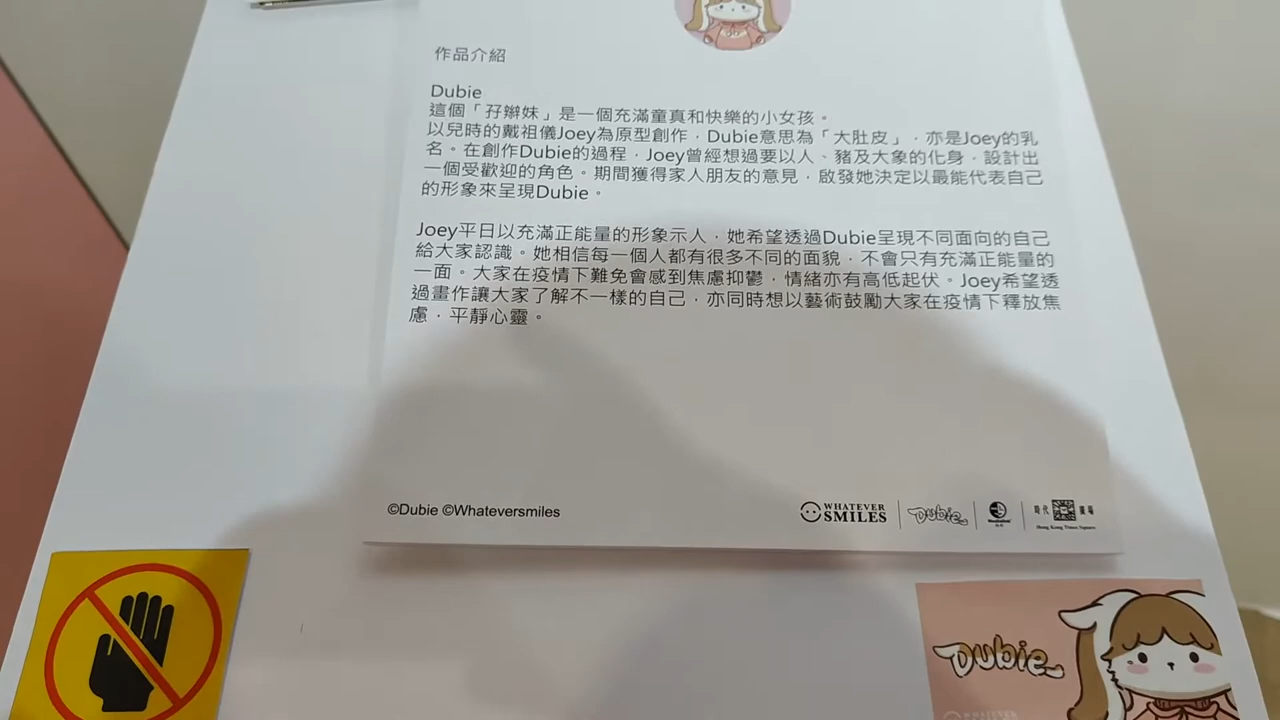 作品介紹
Dubie
這個「孖辮妹」是一個充滿童真和快樂的小女孩。
以兒時的戴祖儀Joey為原型創作，Dubie意思為「大肚皮」，亦是Joey的乳
名。在創作Dubie的過程，Joey曾經想過要以人、豬及大象的化身，設計出
一個受歡迎的角色。期間獲得家人朋友的意見，啟發她決定以最能代表自己
的形象來呈現Dubie。
Joey平日以充滿正能量的形象示人，她希望透過Dubie呈現不同面向的自己
給大家認識。她相信每一個人都有很多不同的面貌，不會只有充滿正能量的
一面。大家在疫情下難免會感到焦慮抑鬱，情緒亦有高低起伏。Joey希望透
過畫作讓大家了解不一樣的自己，亦同時想以藝術鼓勵大家在疫情下釋放焦
慮，平靜心靈。
©Dubie ©Whateversmiles
WHATEVER
SMILES
Dubie
時代 廣場
Hong Kong Times Square
Dubie
WHATEVER